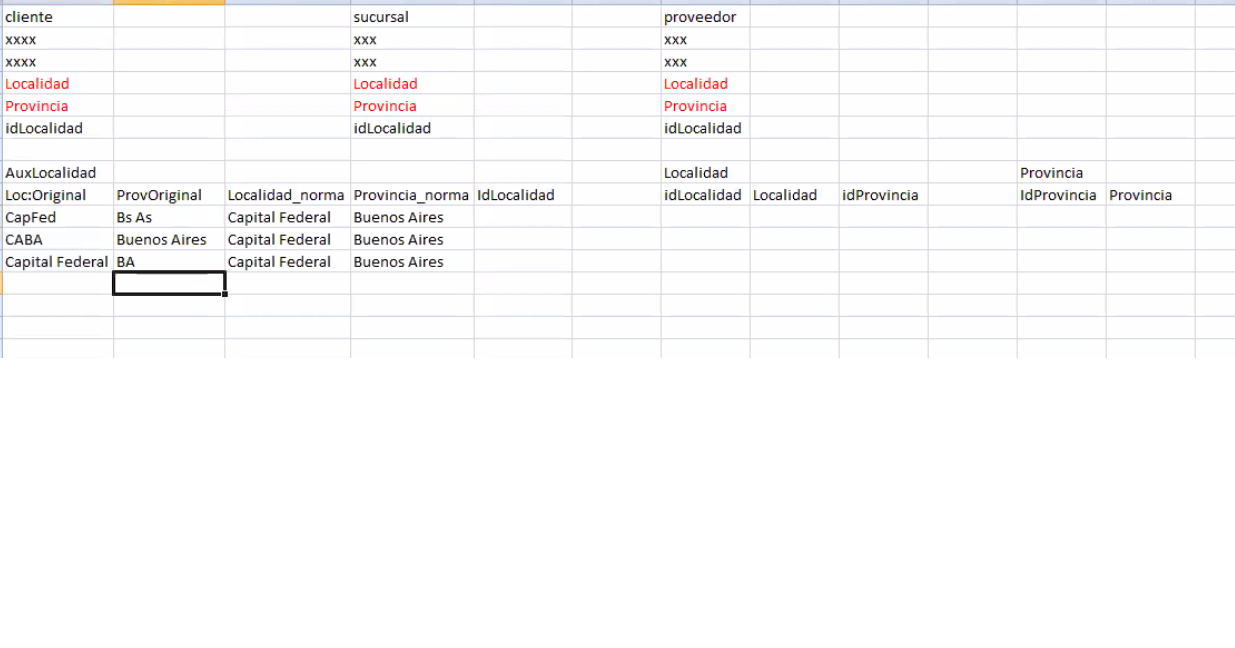 cliente sucursal proveedor
xxxx xxx xxx
xxxx xxx xxx
Localidad Localidad Localidad
Provincia Provincia Provincia
idLocalidad idLocalidad idLocalidad
AuxLocalidad Localidad Provincia
Loc:Original ProvOriginal Localidad_norma Provincia_norma IdLocalidad idLocalidad Localidad idProvincia IdProvincia Provincia
CapFed Bs As Capital Federal Buenos Aires
CABA Buenos Aires Capital Federal Buenos Aires
Capital Federal BA Capital Federal Buenos Aires